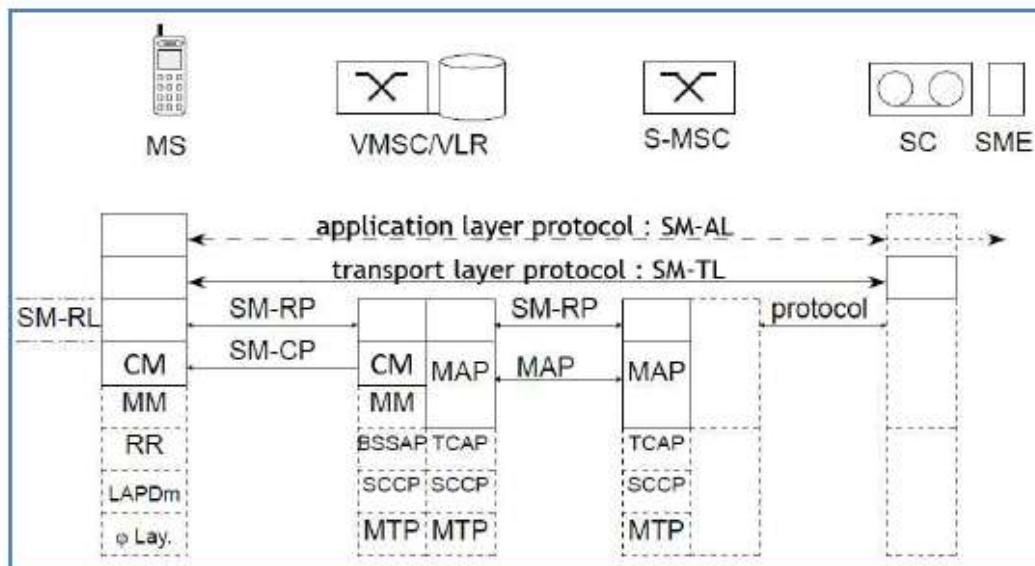 MS VMSC/VLR S-MSC SC SME
application layer protocol : SM-AL
transport layer protocol : SM-TL
SM-RL SM-RP SM-RP protocol
CM SM-CP CM MAP MAP MAP
MM MM
RR BSSAP TCAP TCAP
LAPDm SCCP SCCP SCCP
φ Lay. MTP MTP MTP